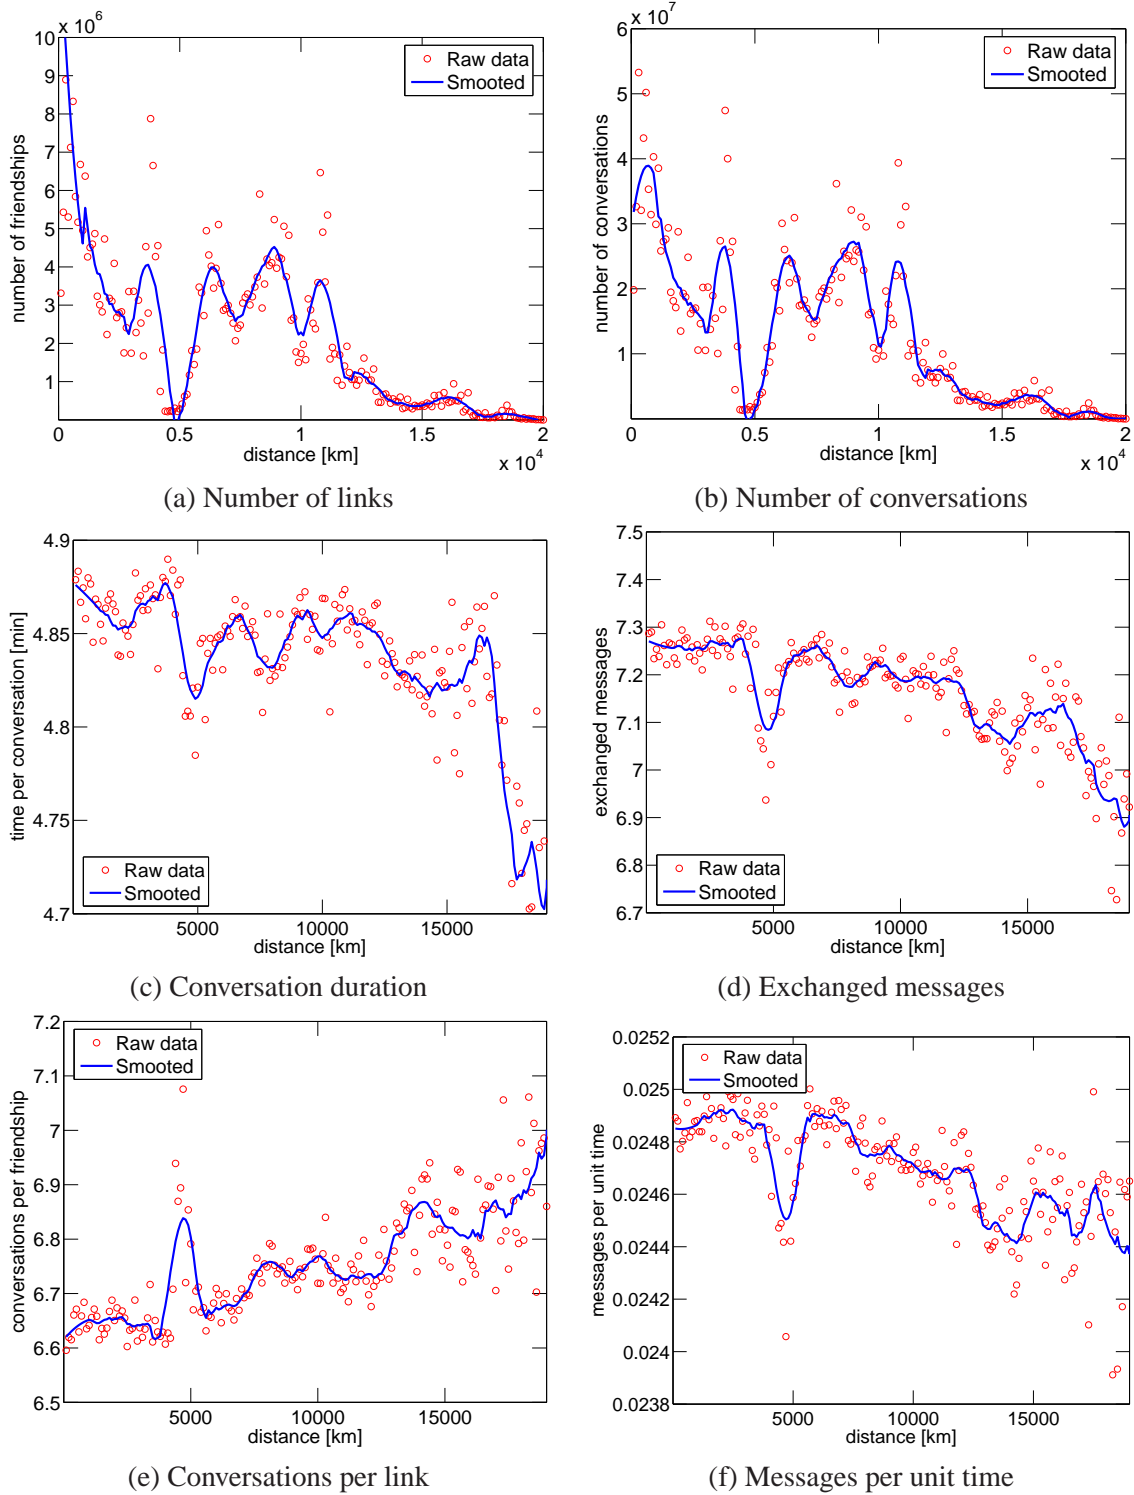 x 10^6
10
9
8
7
6
5
4
3
2
1
0
0.5
1
1.5
2
x 10^4
number of friendships
distance [km]
Raw data
Smooted
(a) Number of links
x 10^7
6
5
4
3
2
1
0
0.5
1
1.5
2
x 10^4
number of conversations
distance [km]
Raw data
Smooted
(b) Number of conversations
4.9
4.85
4.8
4.75
4.7
5000
10000
15000
time per conversation [min]
distance [km]
Raw data
Smooted
(c) Conversation duration
7.5
7.4
7.3
7.2
7.1
7
6.9
6.8
6.7
5000
10000
15000
exchanged messages
distance [km]
Raw data
Smooted
(d) Exchanged messages
7.2
7.1
7
6.9
6.8
6.7
6.6
6.5
5000
10000
15000
conversations per friendship
distance [km]
Raw data
Smooted
(e) Conversations per link
0.0252
0.025
0.0248
0.0246
0.0244
0.0242
0.024
0.0238
5000
10000
15000
messages per unit time
distance [km]
Raw data
Smooted
(f) Messages per unit time